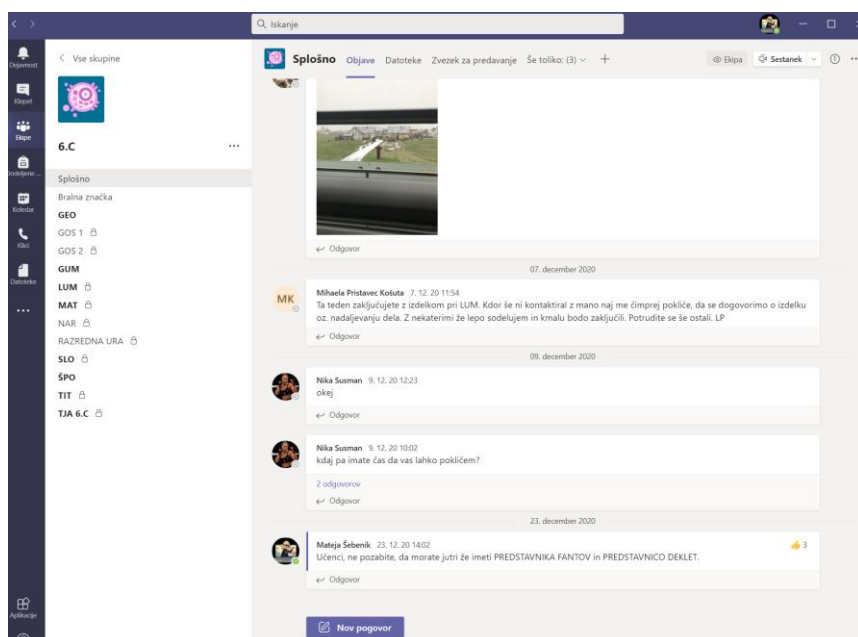 Iskanje
Dejavnost
Klepet
Ekipe
Dodeljene ...
Koledar
Klici
Datoteke
Aplikacije
Vse skupine
6.C
Splošno
Bralna značka
GEO
GOS 1
GOS 2
GUM
LUM
MAT
NAR
RAZREDNA URA
SLO
ŠPO
TIT
TJA 6.C
Splošno Objave Datoteke Zvezek za predavanje Še toliko: (3) Ekipa Sestanek
Odgovor
07. december 2020
MK
Mihaela Pristavec Košuta 7. 12. 20 11:54
Ta teden zaključujete z izdelkom pri LUM. Kdor še ni kontaktiral z mano naj me čimprej pokliče, da se dogovorimo o izdelku
oz. nadaljevanju dela. Z nekaterimi že lepo sodelujem in kmalu bodo zaključili. Potrudite se še ostali. LP
Odgovor
09. december 2020
Nika Susman 9. 12. 20 12:23
okej
Odgovor
Nika Susman 9. 12. 20 10:02
kdaj pa imate čas da vas lahko pokličem?
2 odgovorov
Odgovor
23. december 2020
Mateja Šebenik 23. 12. 20 14:02 3
Učenci, ne pozabite, da morate jutri že imeti PREDSTAVNIKA FANTOV in PREDSTAVNICO DEKLET.
Odgovor
Nov pogovor